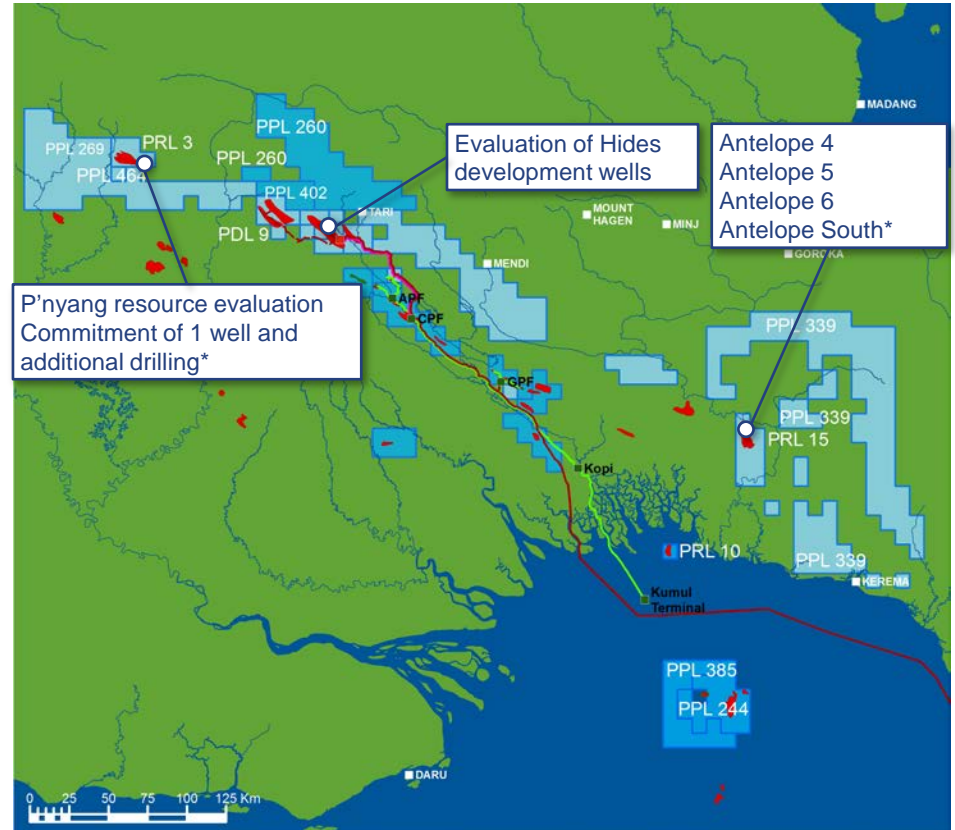 MADANG
PPL 260
Evaluation of Hides
development wells
Antelope 4
Antelope 5
Antelope 6
Antelope South*
PPL 269
PRL 3
PPL 260
PPL 464
PPL 402
TARI
MOUNT
HAGEN
MINJ
PDL 9
GOROKA
MENDI
P'nyang resource evaluation
Commitment of 1 well and
additional drilling*
APF
CPF
PPL 339
GPF
PPL 339
PRL 15
Kopi
PRL 10
PPL 339
KEREMA
Kumul
Terminal
PPL 385
PPL 244
DARU
0 25 50 75 100 125 Km